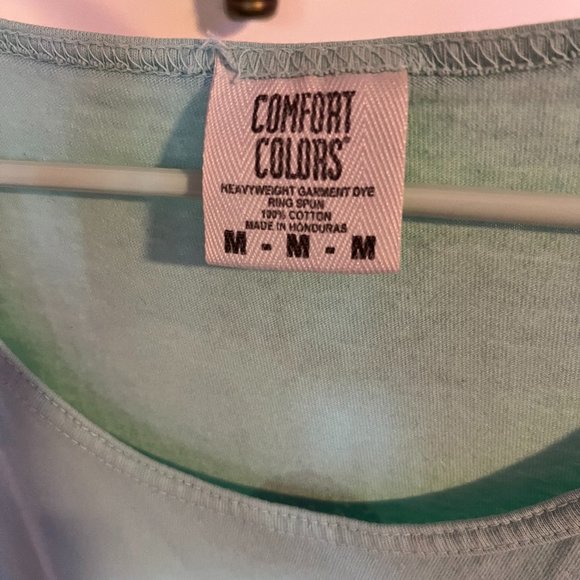 COMFORT
COLORS®
HEAVYWEIGHT GARMENT DYE
RING SPUN
100% COTTON
MADE IN HONDURAS
M - M - M